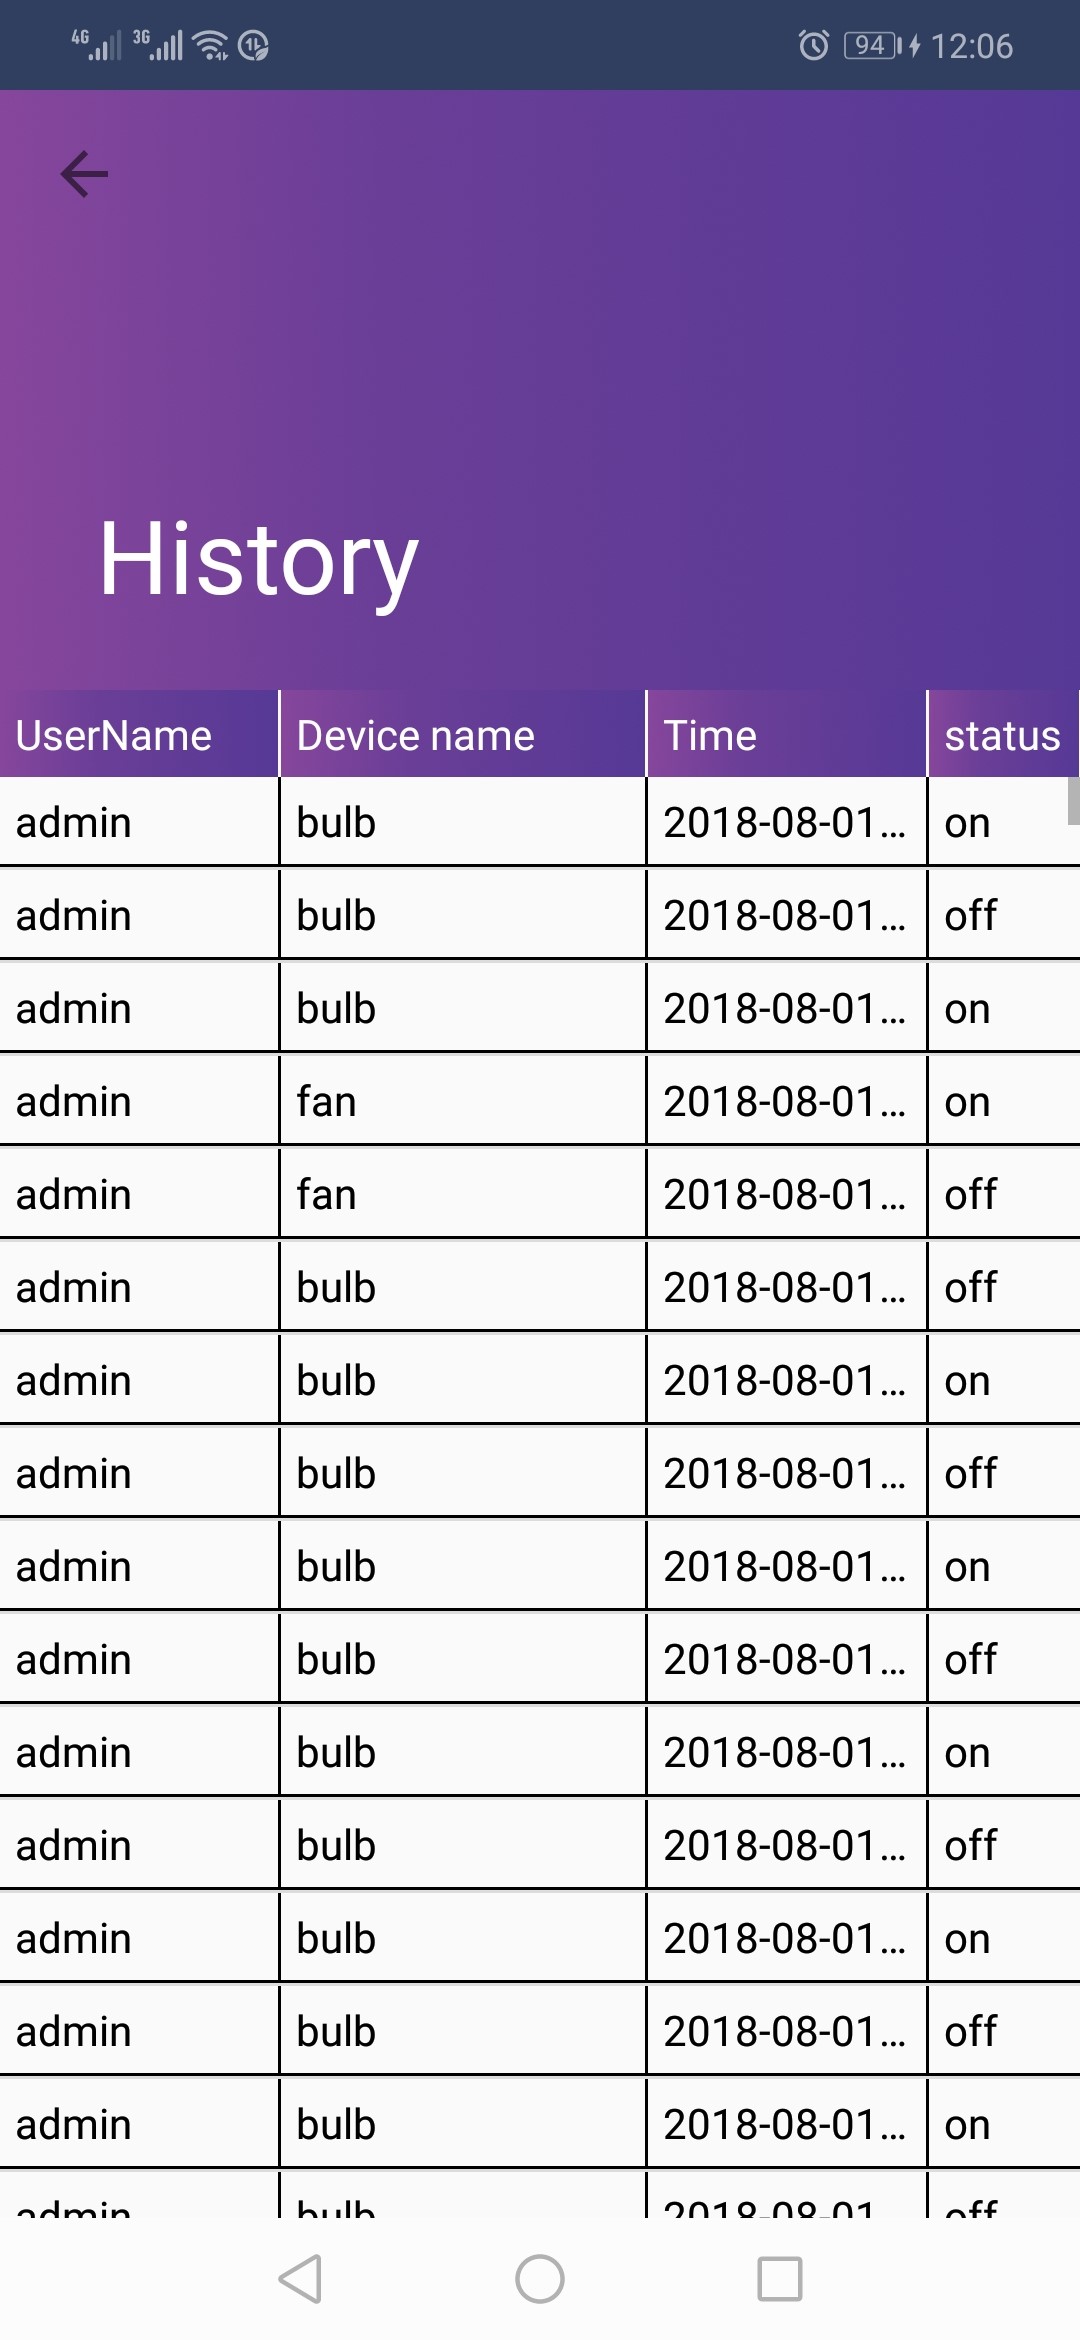 4G 3G 94 12:06
History
UserName Device name Time status
admin bulb 2018-08-01... on
admin bulb 2018-08-01... off
admin bulb 2018-08-01... on
admin fan 2018-08-01... on
admin fan 2018-08-01... off
admin bulb 2018-08-01... off
admin bulb 2018-08-01... on
admin bulb 2018-08-01... off
admin bulb 2018-08-01... on
admin bulb 2018-08-01... off
admin bulb 2018-08-01... on
admin bulb 2018-08-01... off
admin bulb 2018-08-01... on
admin bulb 2018-08-01... off
admin bulb 2018-08-01... on
admin bulb 2018-08-01 off